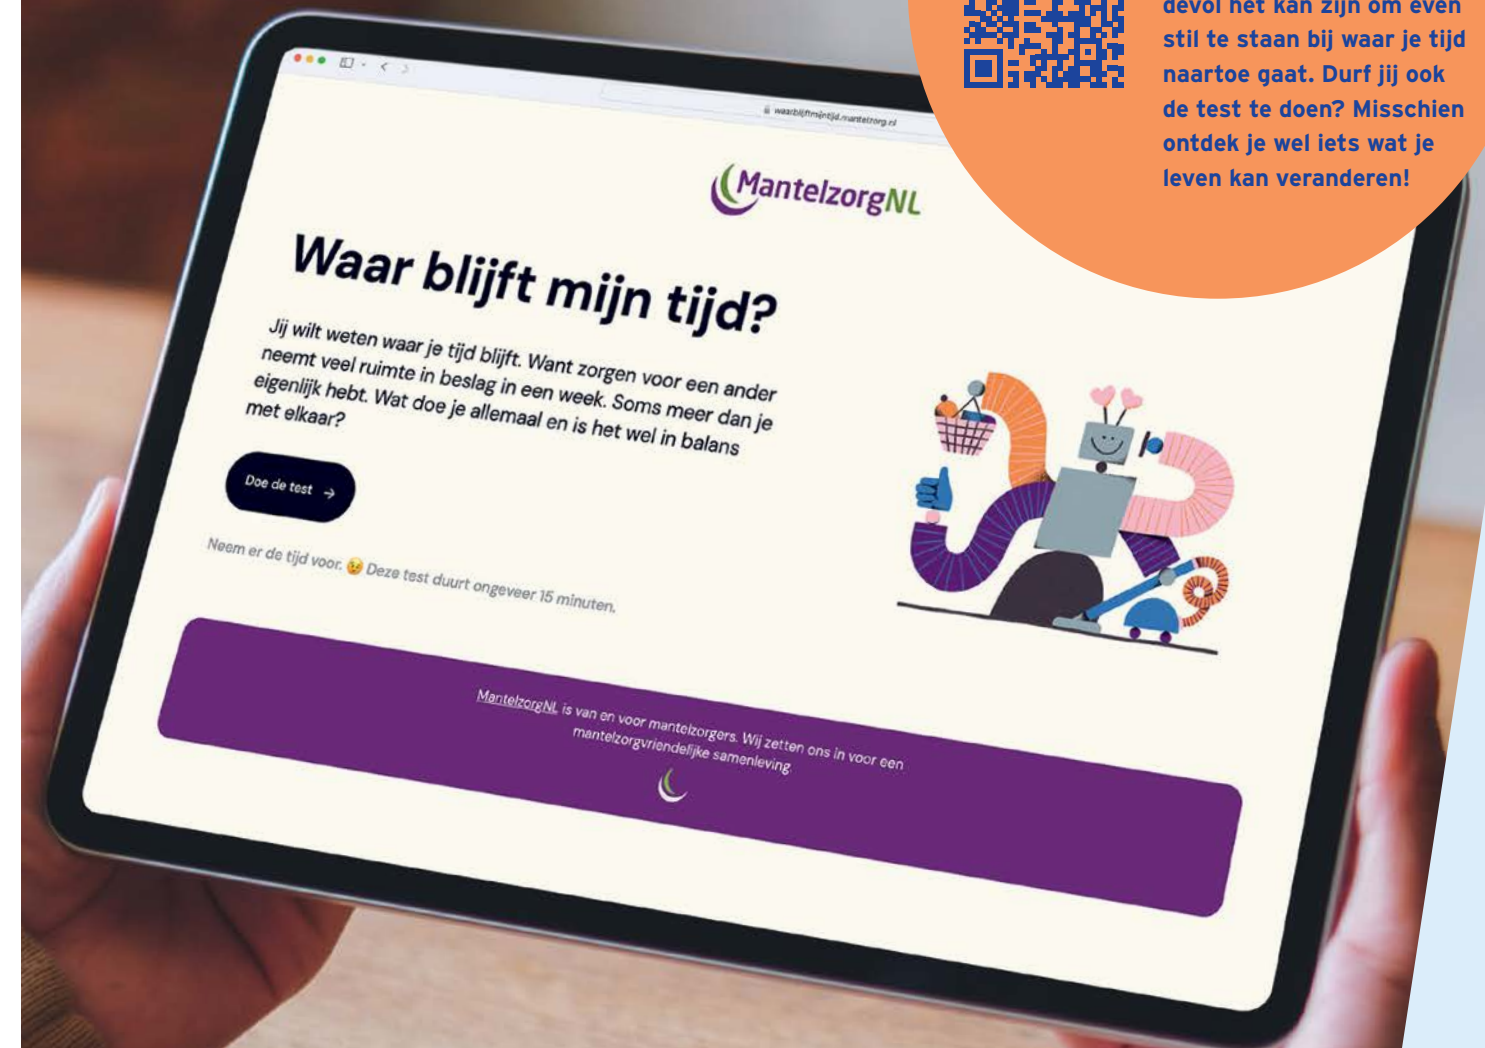 devol het kan zijn om even
stil te staan bij waar je tijd
naartoe gaat. Durf jij ook
de test te doen? Misschien
ontdek je wel iets wat je
leven kan veranderen!
waarblijftmijntijd.mantelzorg.nl
MantelzorgNL
Waar blijft mijn tijd?
Jij wilt weten waar je tijd blijft. Want zorgen voor een ander
neemt veel ruimte in beslag in een week. Soms meer dan je
eigenlijk hebt. Wat doe je allemaal en is het wel in balans
met elkaar?
Doe de test →
Neem er de tijd voor. 😉 Deze test duurt ongeveer 15 minuten.
MantelzorgNL is van en voor mantelzorgers. Wij zetten ons in voor een
mantelzorgvriendelijke samenleving.